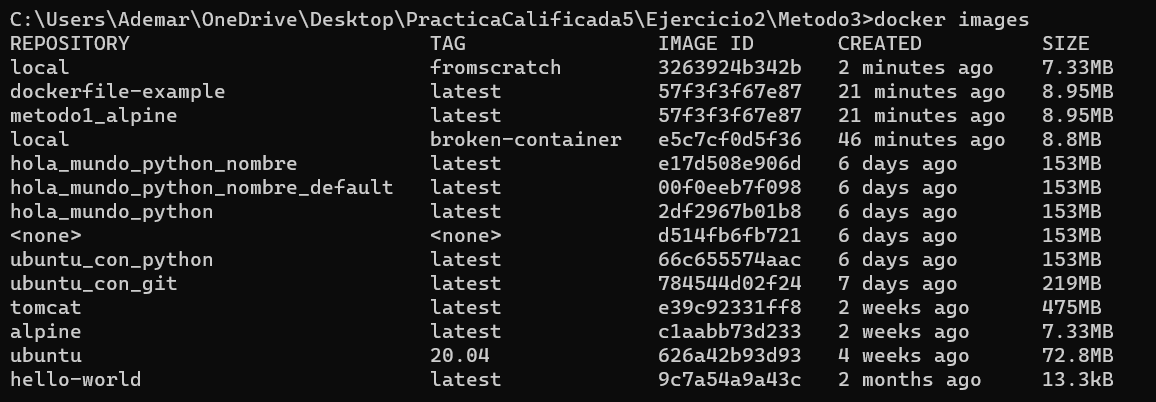 C:\Users\Ademar\OneDrive\Desktop\PracticaCalificada5\Ejercicio2\Metodo3>docker images
REPOSITORY TAG IMAGE ID CREATED SIZE
local fromscratch 3263924b342b 2 minutes ago 7.33MB
dockerfile-example latest 57f3f3f67e87 21 minutes ago 8.95MB
metodo1_alpine latest 57f3f3f67e87 21 minutes ago 8.95MB
local broken-container e5c7cf0d5f36 46 minutes ago 8.8MB
hola_mundo_python_nombre latest e17d508e906d 6 days ago 153MB
hola_mundo_python_nombre_default latest 00f0eeb7f098 6 days ago 153MB
hola_mundo_python latest 2df2967b01b8 6 days ago 153MB
<none> <none> d514fb6fb721 6 days ago 153MB
ubuntu_con_python latest 66c655574aac 6 days ago 153MB
ubuntu_con_git latest 784544d02f24 7 days ago 219MB
tomcat latest e39c92331ff8 2 weeks ago 475MB
alpine latest c1aabb73d233 2 weeks ago 7.33MB
ubuntu 20.04 626a42b93d93 4 weeks ago 72.8MB
hello-world latest 9c7a54a9a43c 2 months ago 13.3kB